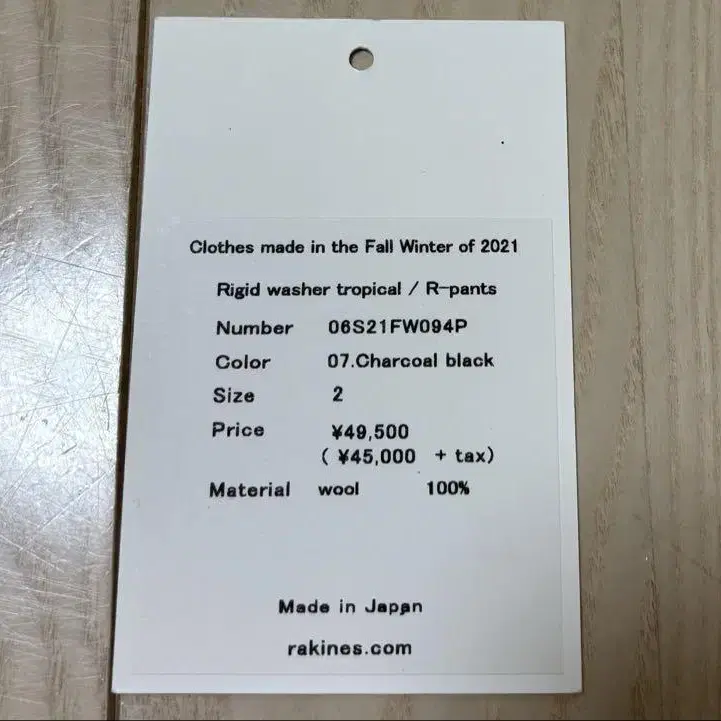 Clothes made in the Fall Winter of 2021
Rigid washer tropical / R-pants
Number 06S21FW094P
Color 07.Charcoal black
Size 2
Price ¥49,500
( ¥45,000 + tax)
Material wool 100%
Made in Japan
rakines.com